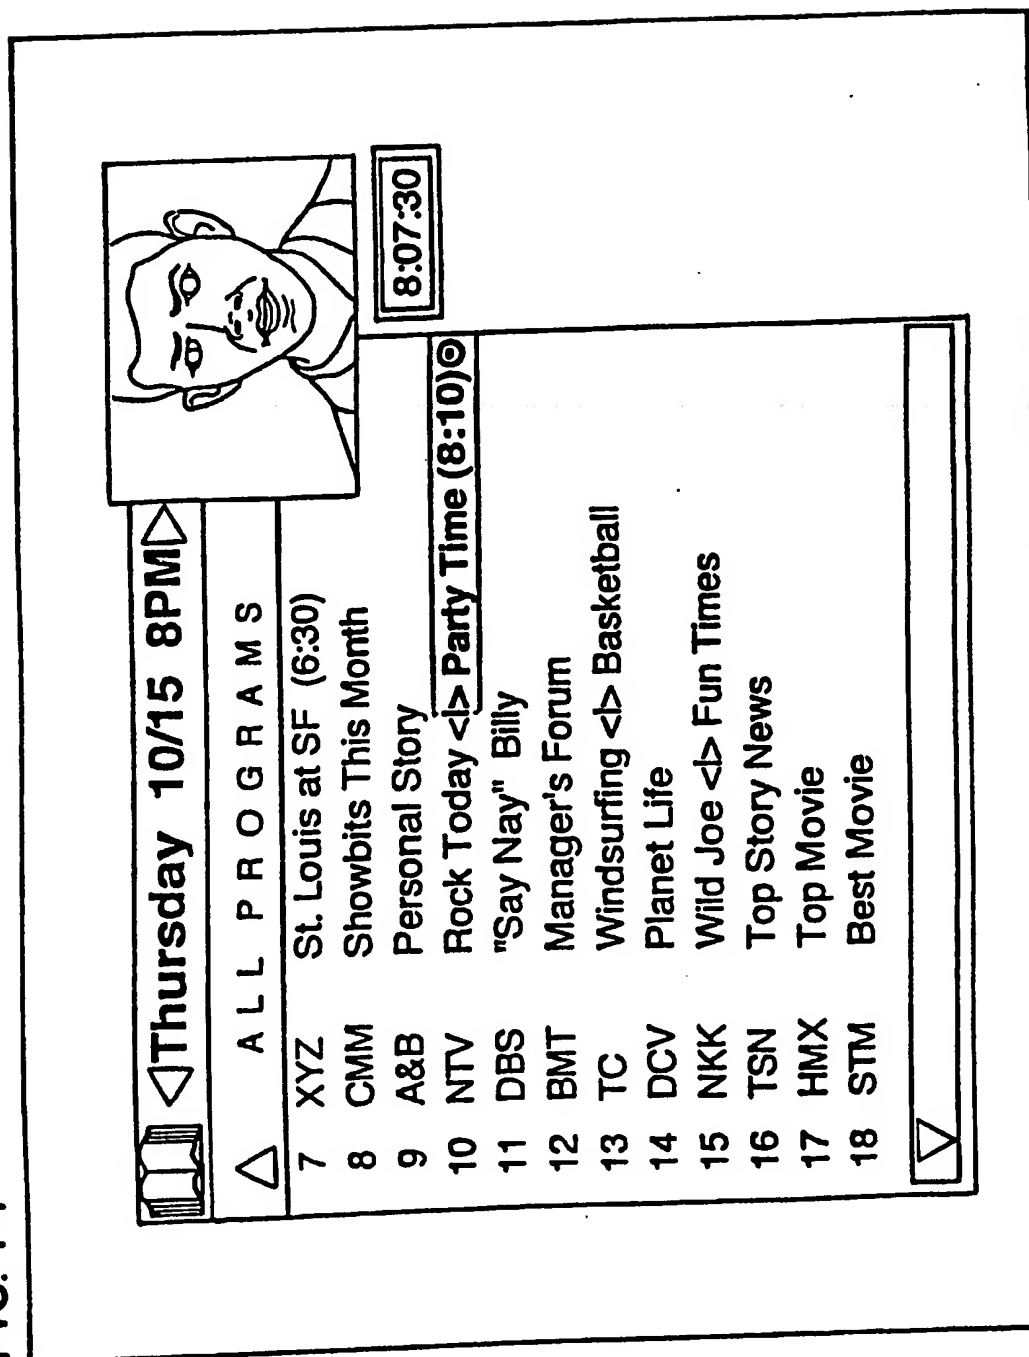 Thursday 10/15 8PM
ALL PROGRAMS
8:07:30
7 XYZ St. Louis at SF (6:30)
8 CMM Showbits This Month
9 A&B Personal Story
10 NTV Rock Today <|> Party Time (8:10)
11 DBS "Say Nay" Billy
12 BMT Manager's Forum
13 TC Windsurfing <|> Basketball
14 DCV Planet Life
15 NKK Wild Joe <|> Fun Times
16 TSN Top Story News
17 HMX Top Movie
18 STM Best Movie